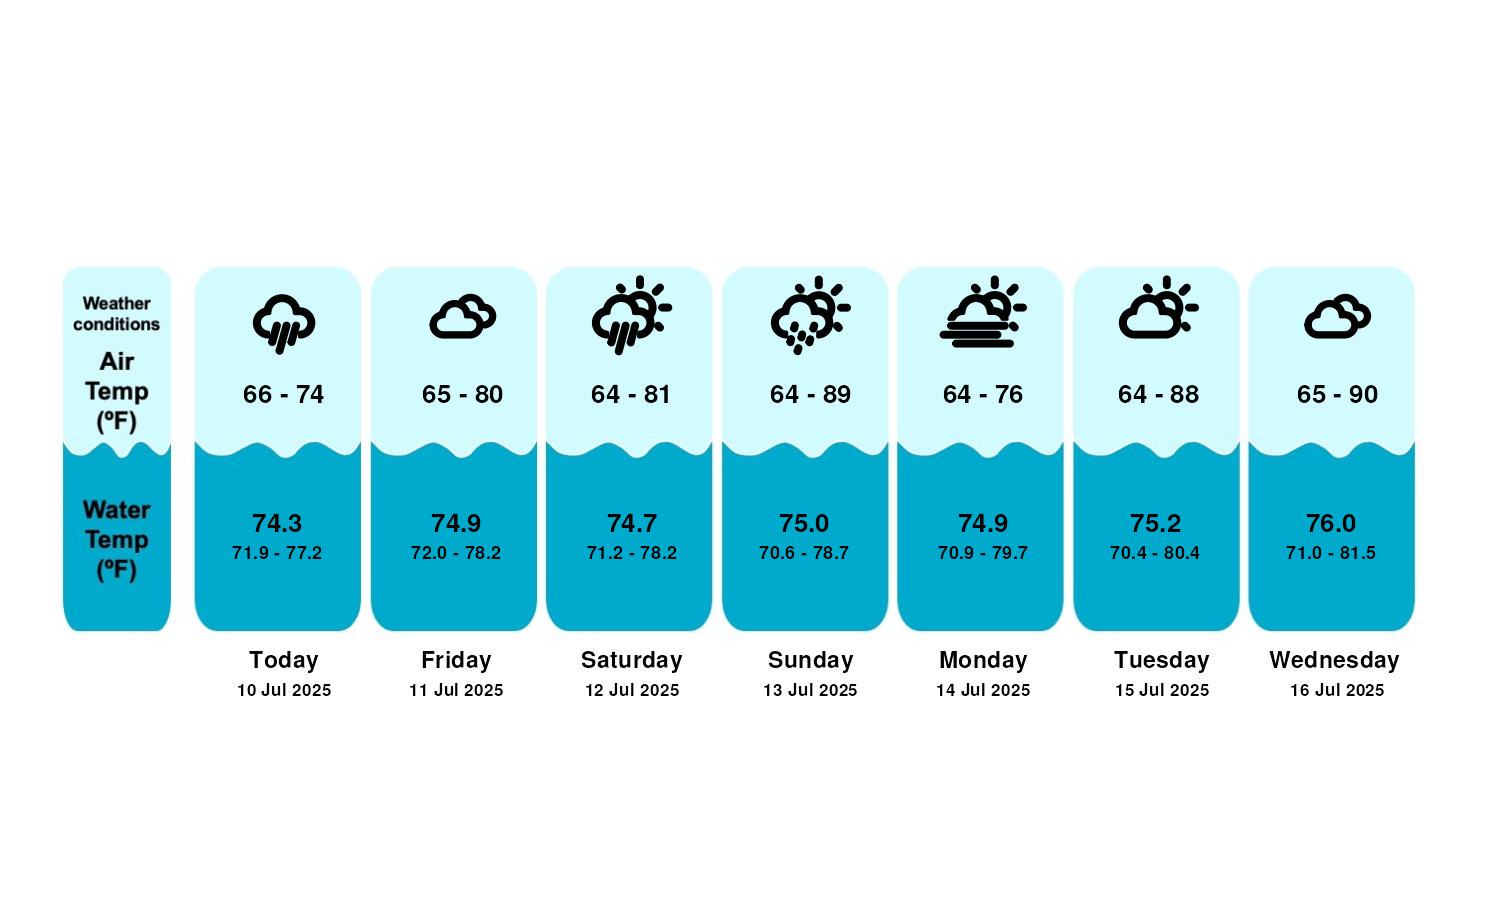 Weather
conditions
Air
Temp
(ºF)
Water
Temp
(ºF)
66 - 74
74.3
71.9 - 77.2
Today
10 Jul 2025
65 - 80
74.9
72.0 - 78.2
Friday
11 Jul 2025
64 - 81
74.7
71.2 - 78.2
Saturday
12 Jul 2025
64 - 89
75.0
70.6 - 78.7
Sunday
13 Jul 2025
64 - 76
74.9
70.9 - 79.7
Monday
14 Jul 2025
64 - 88
75.2
70.4 - 80.4
Tuesday
15 Jul 2025
65 - 90
76.0
71.0 - 81.5
Wednesday
16 Jul 2025